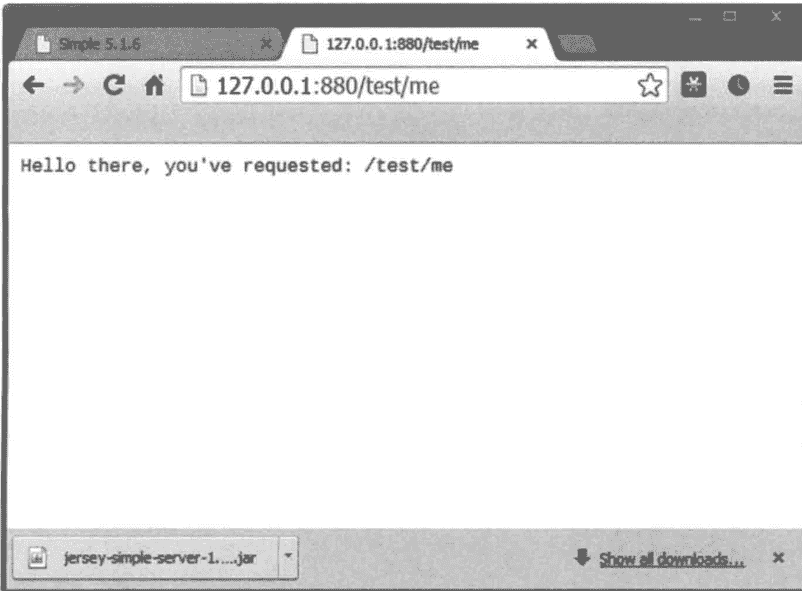 Simple 5.1.6
127.0.0.1:880/test/me
127.0.0.1:880/test/me
Hello there, you've requested: /test/me
jersey-simple-server-1.....jar
Show all downloads...